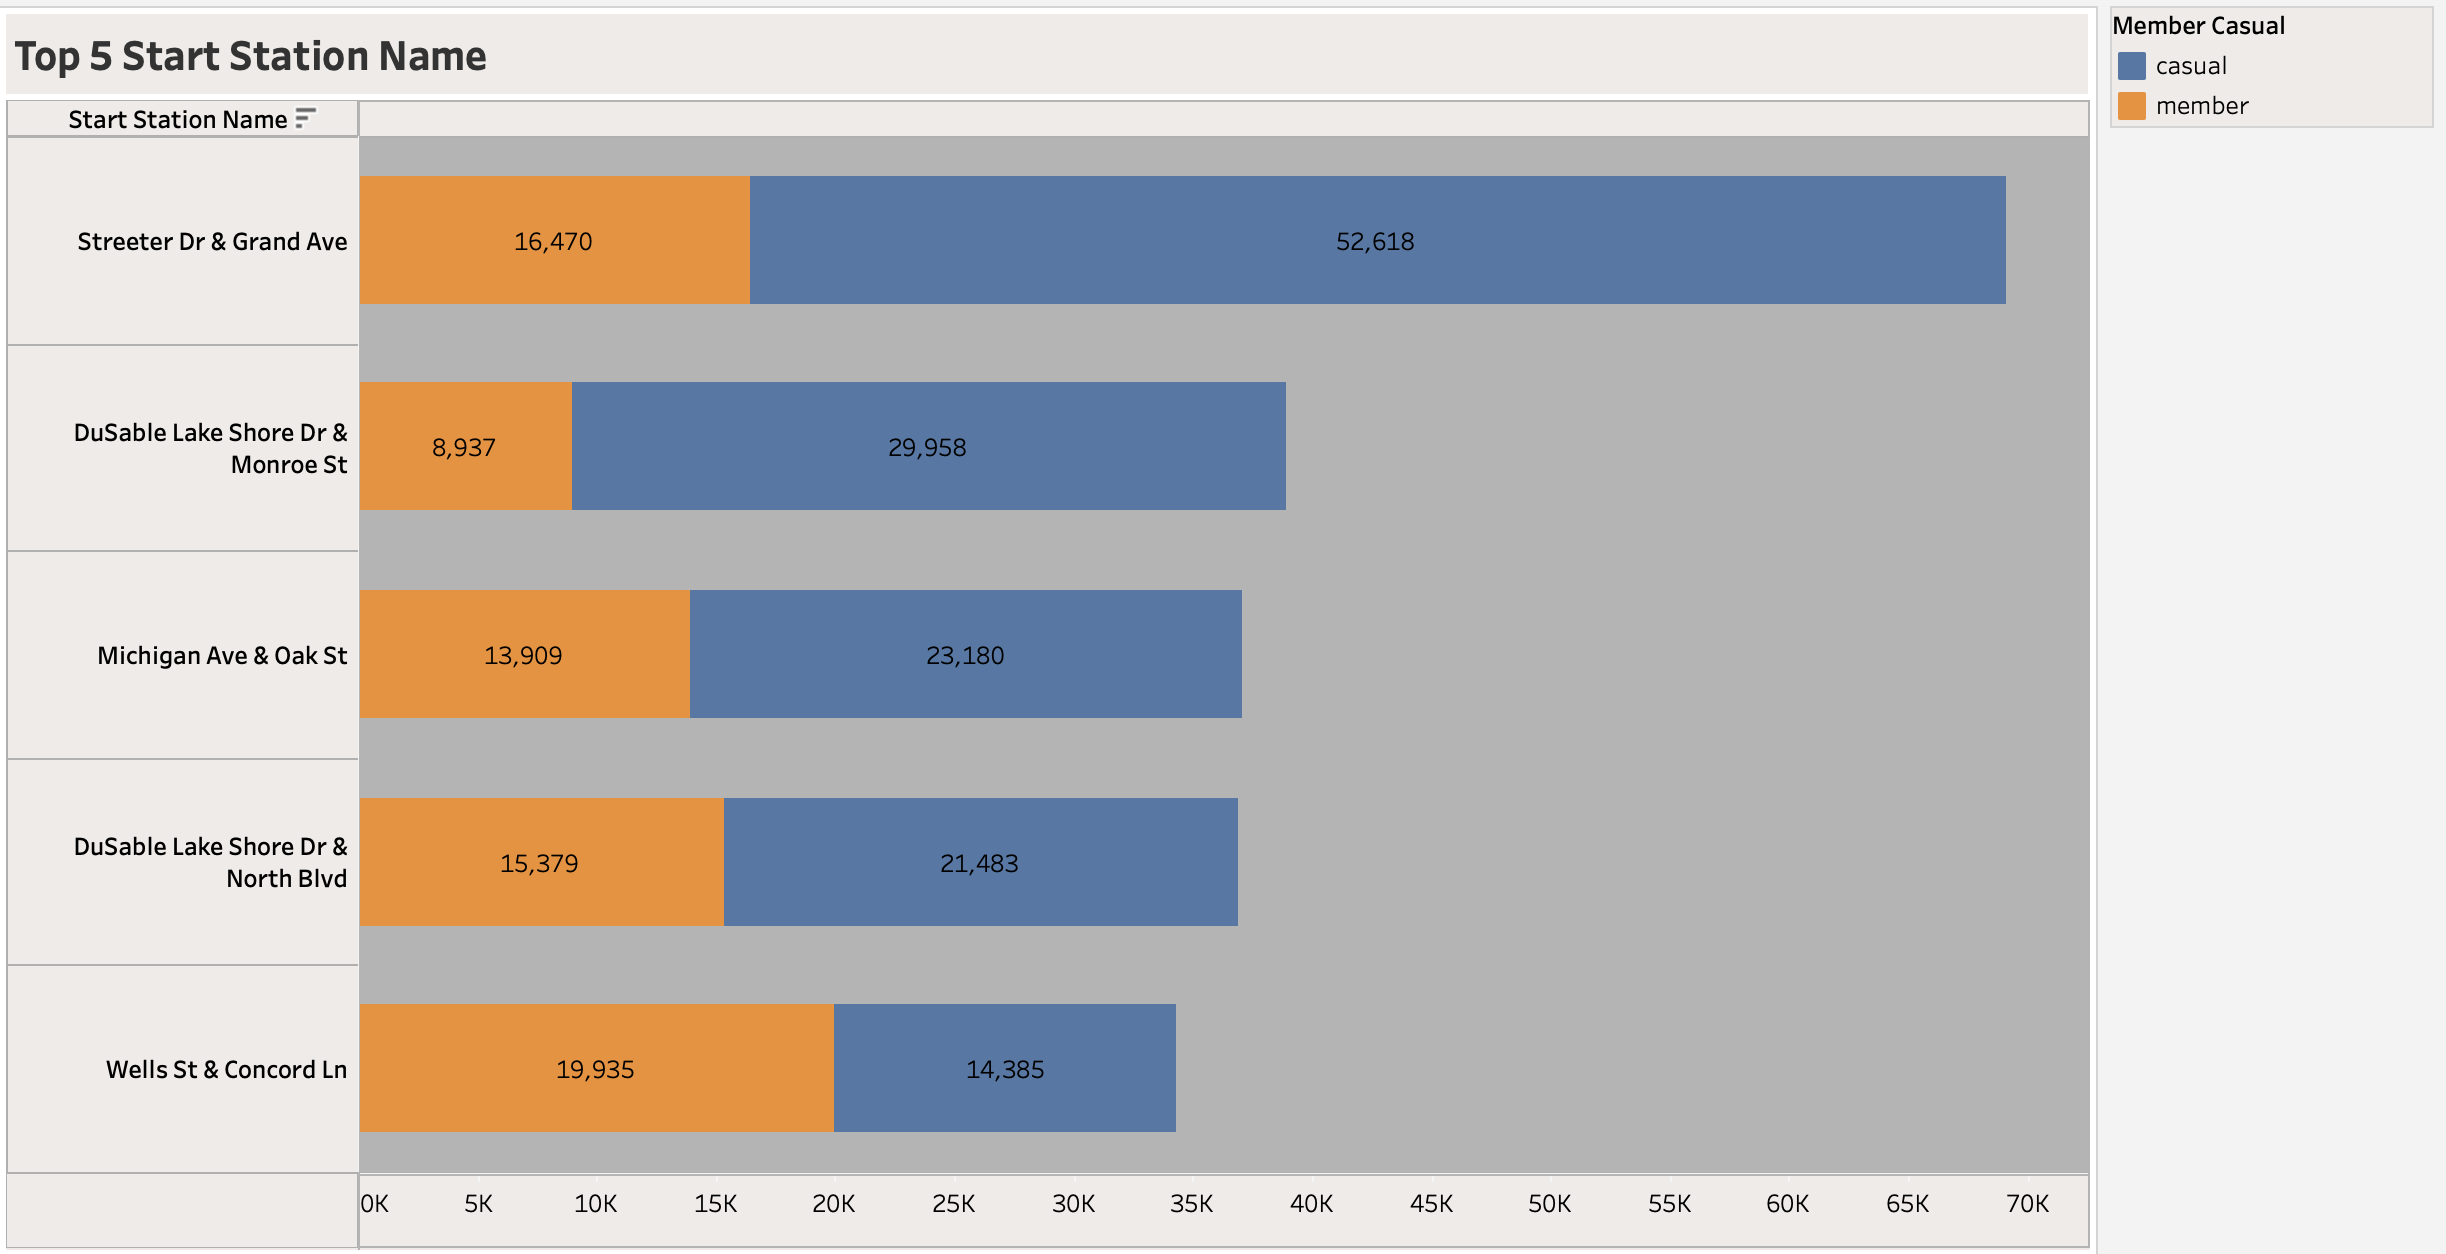 Top 5 Start Station Name
Member Casual
casual
member
Start Station Name
Streeter Dr & Grand Ave
16,470
52,618
DuSable Lake Shore Dr &
Monroe St
8,937
29,958
Michigan Ave & Oak St
13,909
23,180
DuSable Lake Shore Dr &
North Blvd
15,379
21,483
Wells St & Concord Ln
19,935
14,385
0K 5K 10K 15K 20K 25K 30K 35K 40K 45K 50K 55K 60K 65K 70K